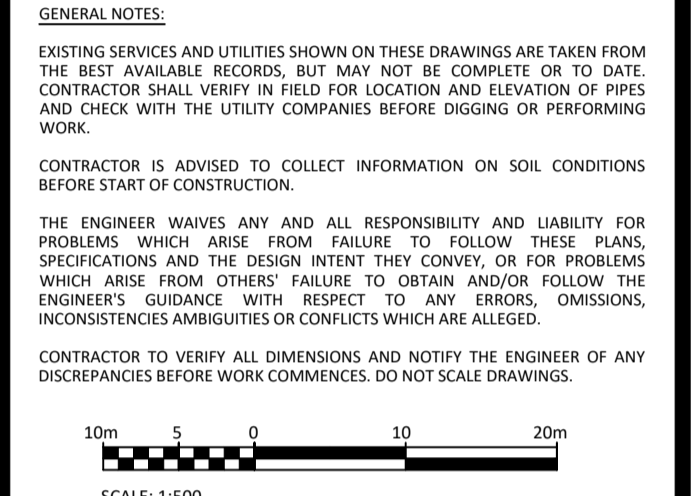 GENERAL NOTES:
EXISTING SERVICES AND UTILITIES SHOWN ON THESE DRAWINGS ARE TAKEN FROM
THE BEST AVAILABLE RECORDS, BUT MAY NOT BE COMPLETE OR TO DATE.
CONTRACTOR SHALL VERIFY IN FIELD FOR LOCATION AND ELEVATION OF PIPES
AND CHECK WITH THE UTILITY COMPANIES BEFORE DIGGING OR PERFORMING
WORK.
CONTRACTOR IS ADVISED TO COLLECT INFORMATION ON SOIL CONDITIONS
BEFORE START OF CONSTRUCTION.
THE ENGINEER WAIVES ANY AND ALL RESPONSIBILITY AND LIABILITY FOR
PROBLEMS WHICH ARISE FROM FAILURE TO FOLLOW THESE PLANS,
SPECIFICATIONS AND THE DESIGN INTENT THEY CONVEY, OR FOR PROBLEMS
WHICH ARISE FROM OTHERS' FAILURE TO OBTAIN AND/OR FOLLOW THE
ENGINEER'S GUIDANCE WITH RESPECT TO ANY ERRORS, OMISSIONS,
INCONSISTENCIES AMBIGUITIES OR CONFLICTS WHICH ARE ALLEGED.
CONTRACTOR TO VERIFY ALL DIMENSIONS AND NOTIFY THE ENGINEER OF ANY
DISCREPANCIES BEFORE WORK COMMENCES. DO NOT SCALE DRAWINGS.
10m 5 0 10 20m
SCALE: 1:500